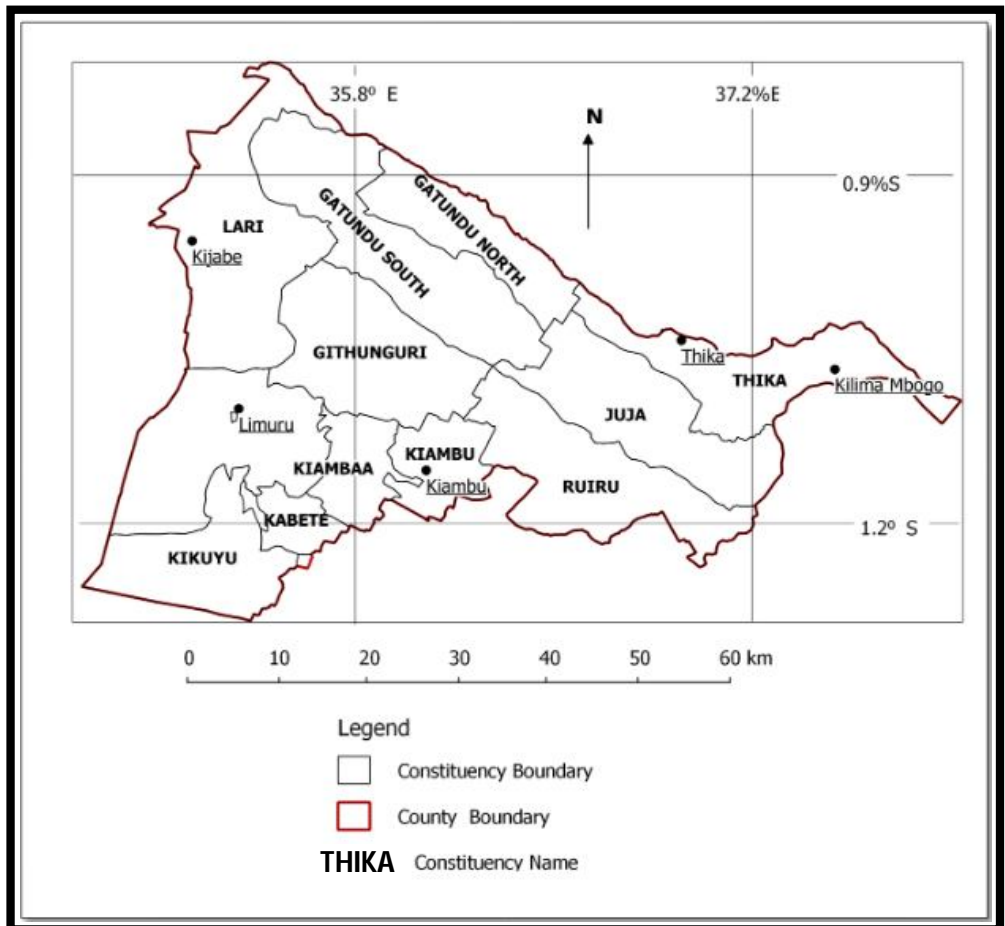 35.8⁰ E
37.2%E
N
0.9%S
GATUNDU NORTH
GATUNDU SOUTH
LARI
Kijabe
GITHUNGURI
Thika
THIKA
Kilima Mbogo
Limuru
JUJA
KIAMBU
KIAMBAA
Kiambu
RUIRU
KABETE
1.2⁰ S
KIKUYU
0 10 20 30 40 50 60 km
Legend
Constituency Boundary
County Boundary
THIKA Constituency Name